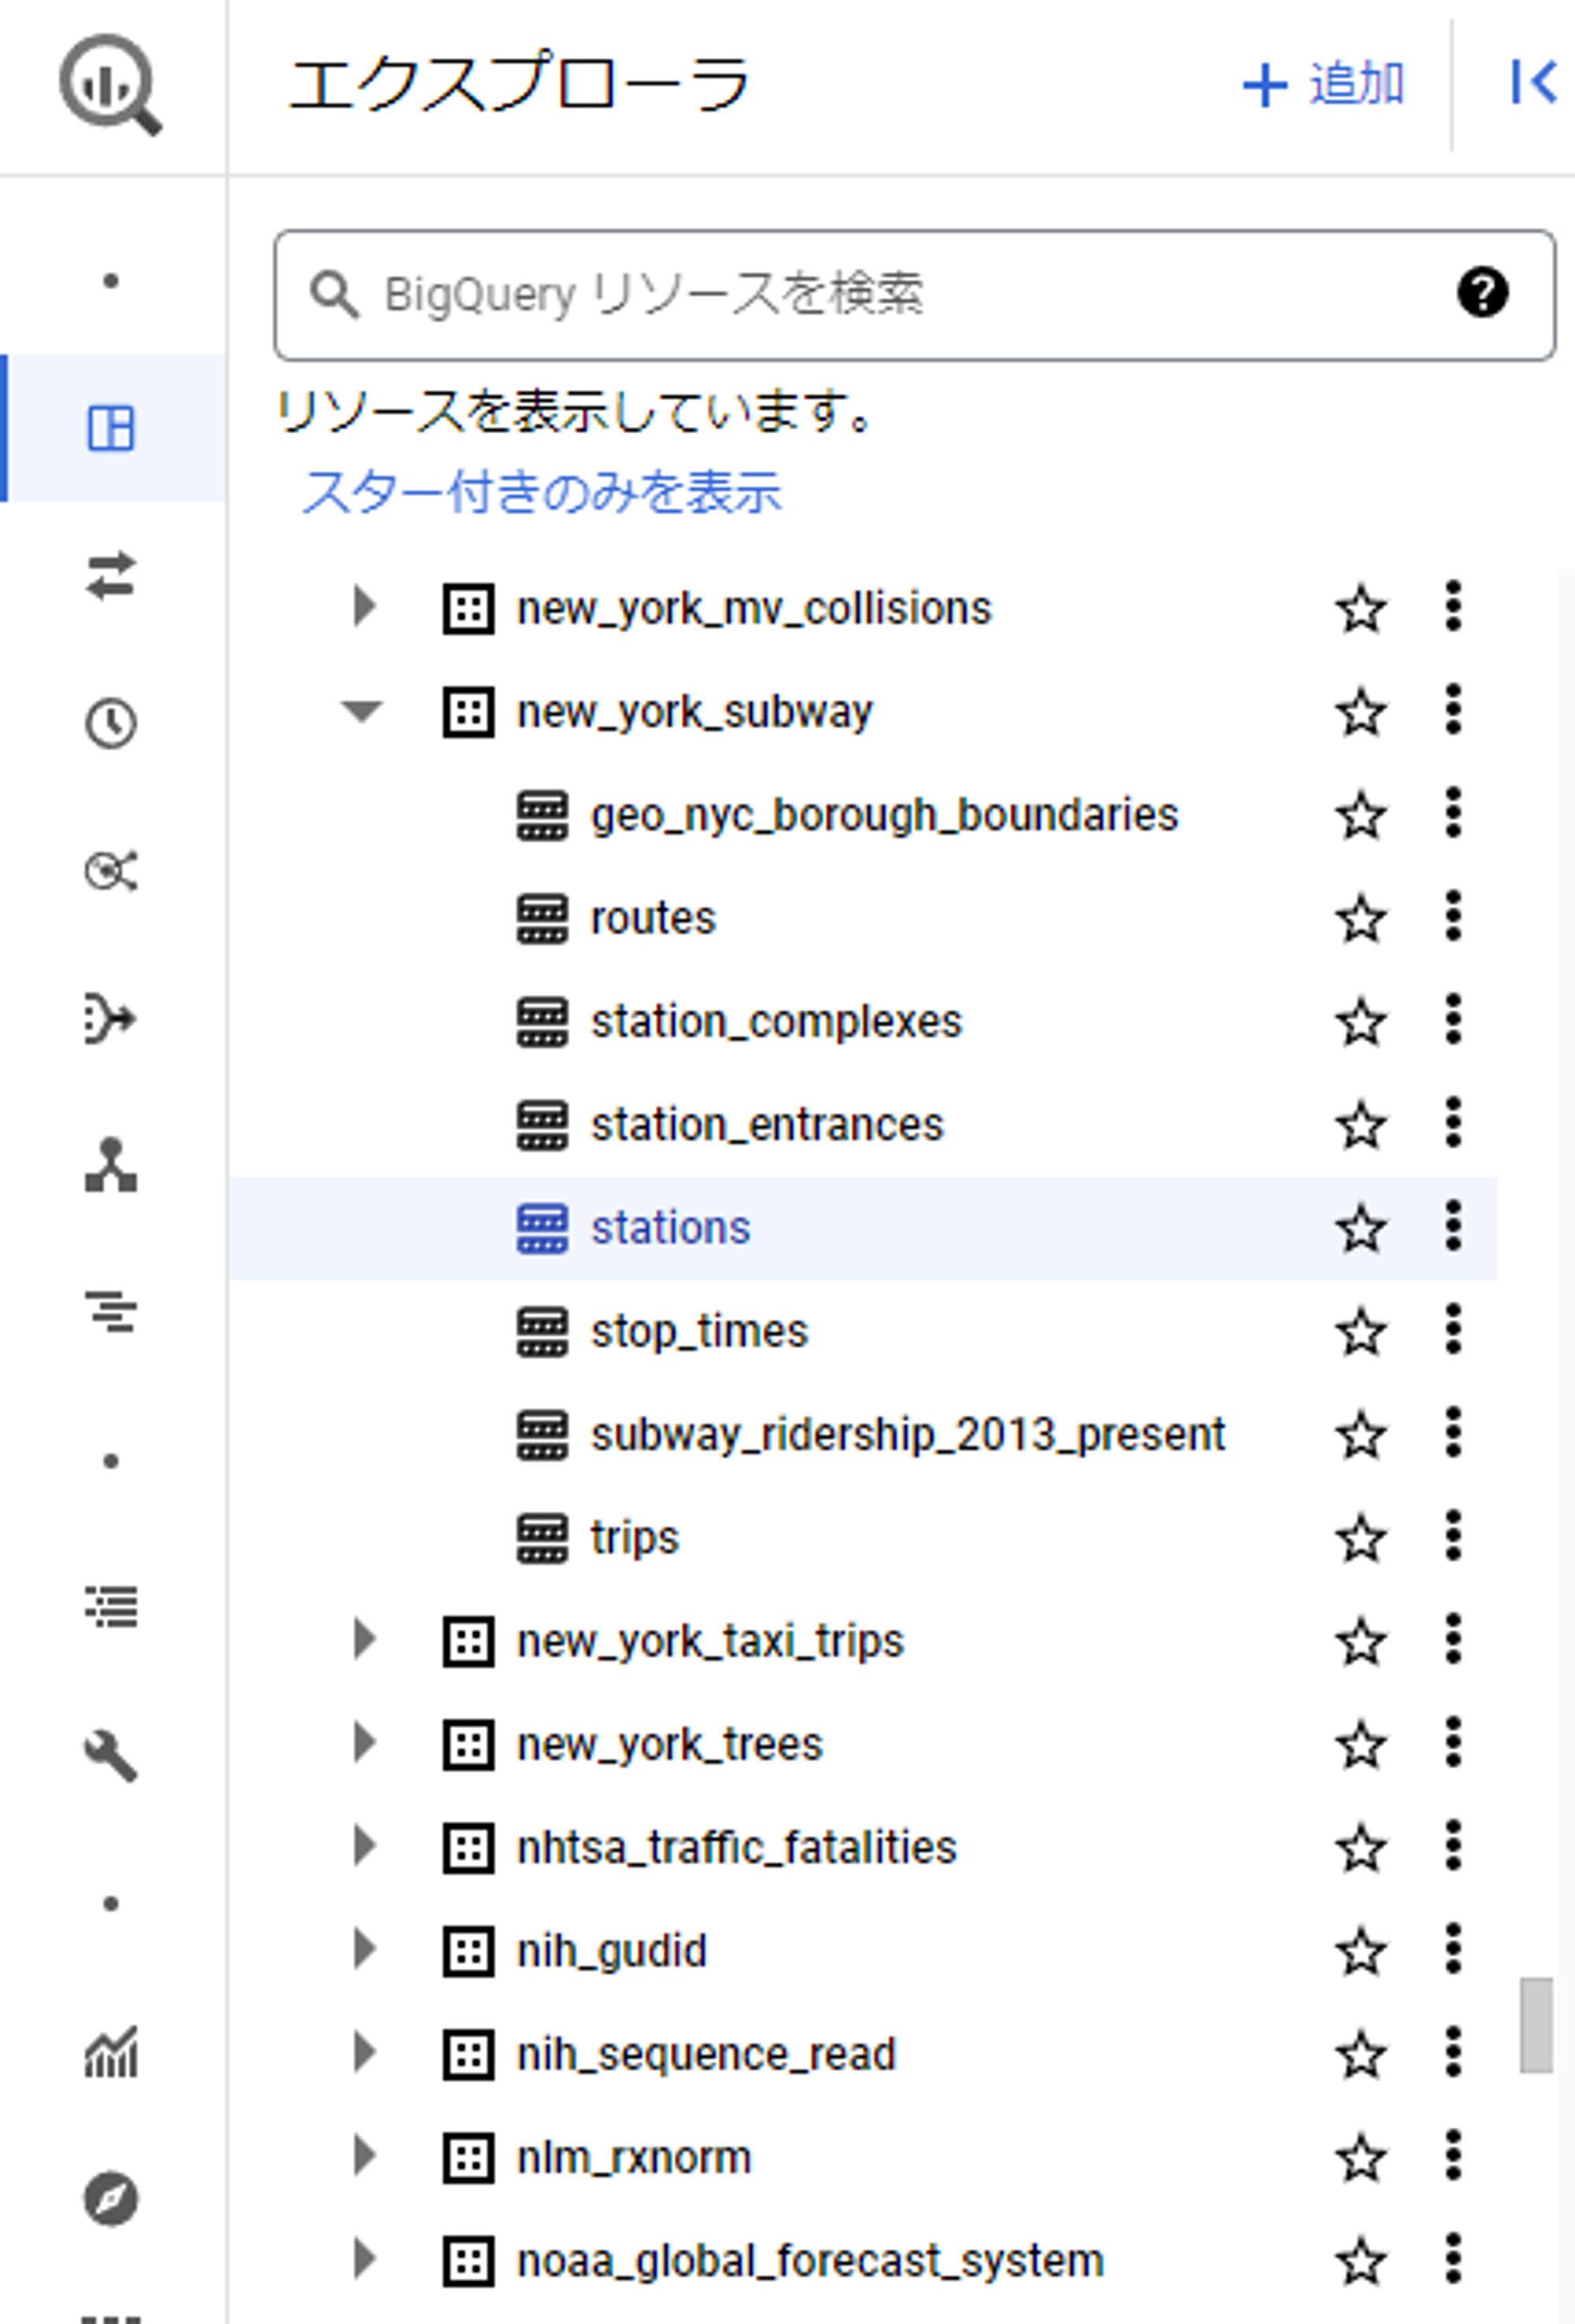 エクスプローラ
+ 追加
BigQuery リソースを検索
リソースを表示しています。
スター付きのみを表示
new_york_mv_collisions
new_york_subway
geo_nyc_borough_boundaries
routes
station_complexes
station_entrances
stations
stop_times
subway_ridership_2013_present
trips
new_york_taxi_trips
new_york_trees
nhtsa_traffic_fatalities
nih_gudid
nih_sequence_read
nlm_rxnorm
noaa_global_forecast_system